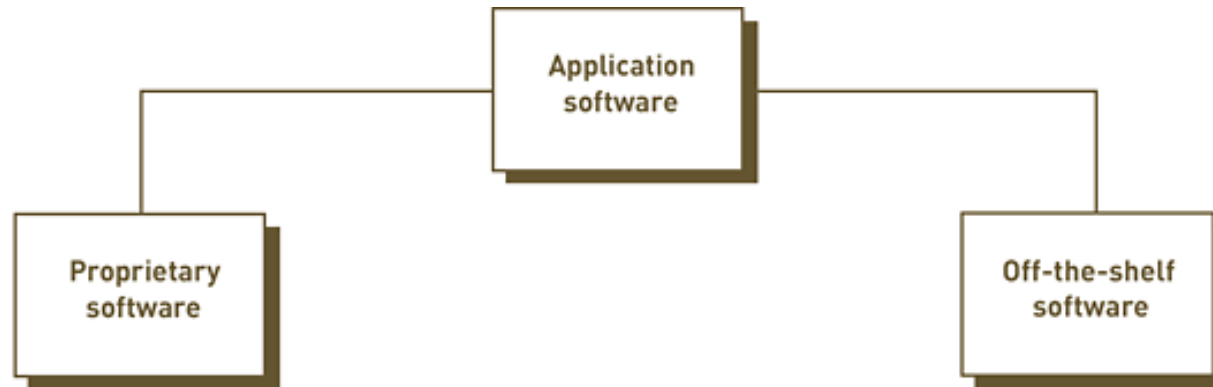 Application
software
Proprietary
software
Off-the-shelf
software